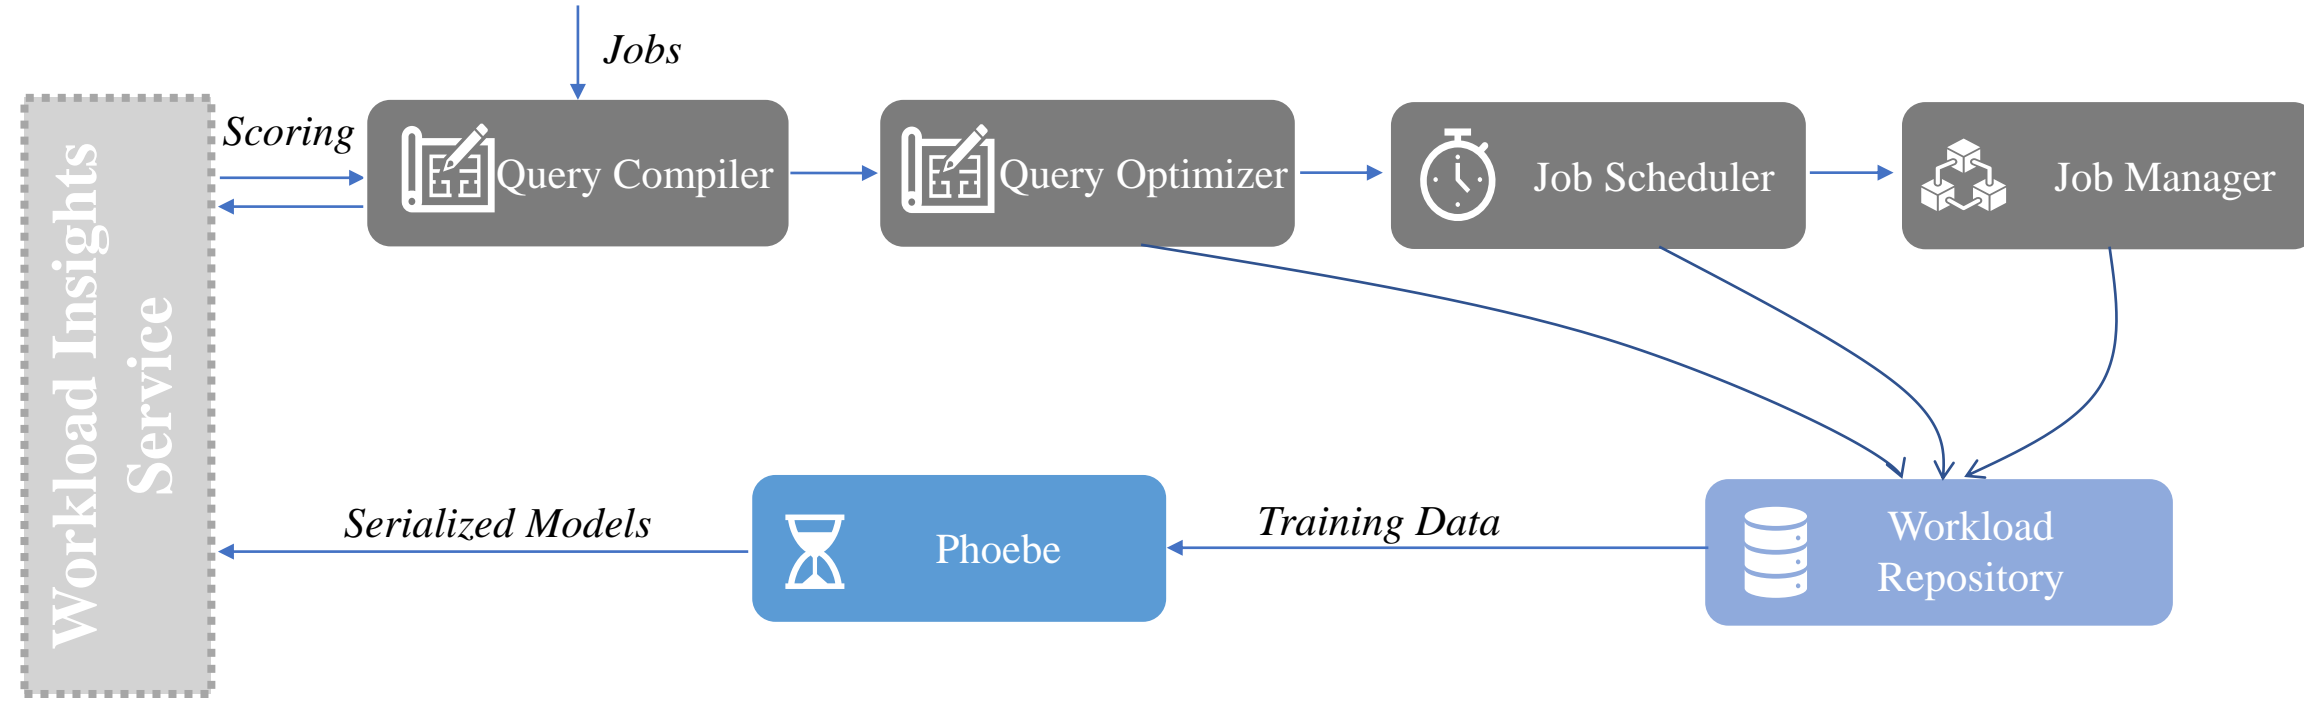 Jobs
Workload Insights
Service
Scoring
Query Compiler
Query Optimizer
Job Scheduler
Job Manager
Serialized Models
Phoebe
Training Data
Workload
Repository